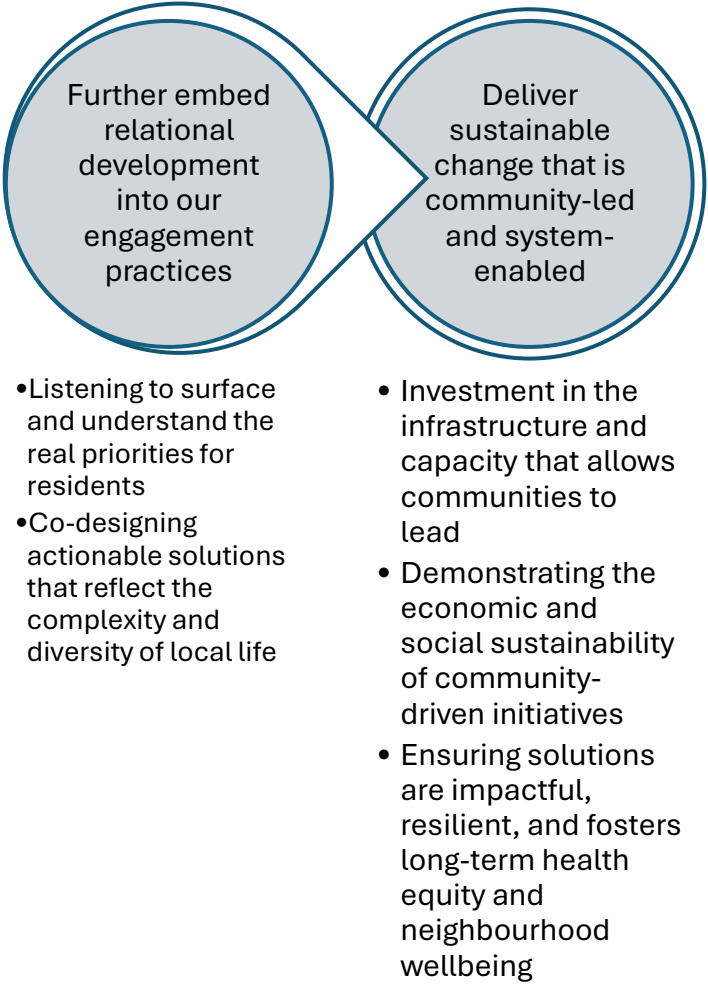 Further embed
relational
development
into our
engagement
practices
•Listening to surface
and understand the
real priorities for
residents
•Co-designing
actionable solutions
that reflect the
complexity and
diversity of local life
Deliver
sustainable
change that is
community-led
and system-
enabled
• Investment in the
infrastructure and
capacity that allows
communities to
lead
• Demonstrating the
economic and
social sustainability
of community-
driven initiatives
• Ensuring solutions
are impactful,
resilient, and fosters
long-term health
equity and
neighbourhood
wellbeing